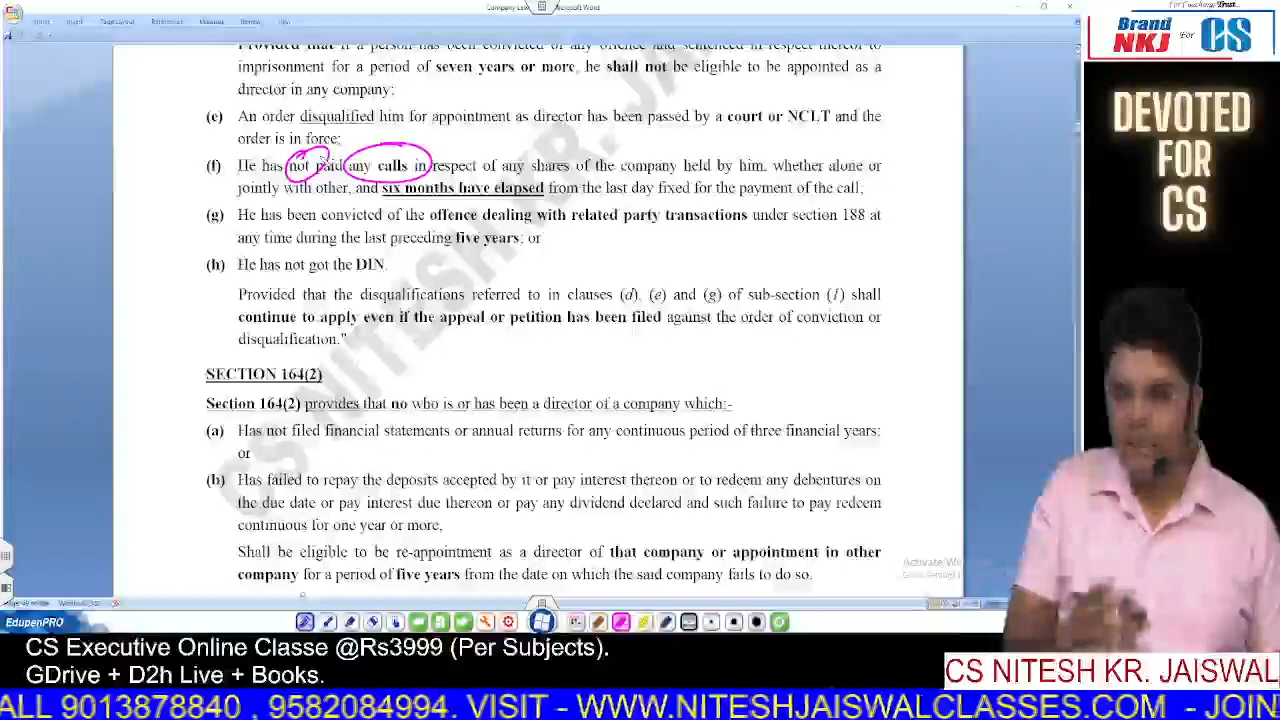 For Coaching Trust..
Microsoft Word
Brand NKJ For CS
Provided that if a person has been convicted of any offence and sentenced in respect thereof to
imprisonment for a period of seven years or more, he shall not be eligible to be appointed as a
director in any company;
(e) An order disqualified him for appointment as director has been passed by a court or NCLT and the
order is in force;
(f) He has not paid any calls in respect of any shares of the company held by him, whether alone or
jointly with other, and six months have elapsed from the last day fixed for the payment of the call;
(g) He has been convicted of the offence dealing with related party transactions under section 188 at
any time during the last preceding five years; or
(h) He has not got the DIN.
Provided that the disqualifications referred to in clauses (d), (e) and (g) of sub-section (1) shall
continue to apply even if the appeal or petition has been filed against the order of conviction or
disqualification."
SECTION 164(2)
Section 164(2) provides that no who is or has been a director of a company which:-
(a) Has not filed financial statements or annual returns for any continuous period of three financial years;
or
(b) Has failed to repay the deposits accepted by it or pay interest thereon or to redeem any debentures on
the due date or pay interest due thereon or pay any dividend declared and such failure to pay redeem
continuous for one year or more,
Shall be eligible to be re-appointment as a director of that company or appointment in other
company for a period of five years from the date on which the said company fails to do so.
CS NITESH KR. JA
DEVOTED
FOR
CS
Activate Wi
EdupenPRO
CS Executive Online Classe @Rs3999 (Per Subjects).
GDrive + D2h Live + Books.
CS NITESH KR. JAISWAL
ALL 9013878840 , 9582084994. VISIT - WWW.NITESHJAISWALCLASSES.COM - JOIN